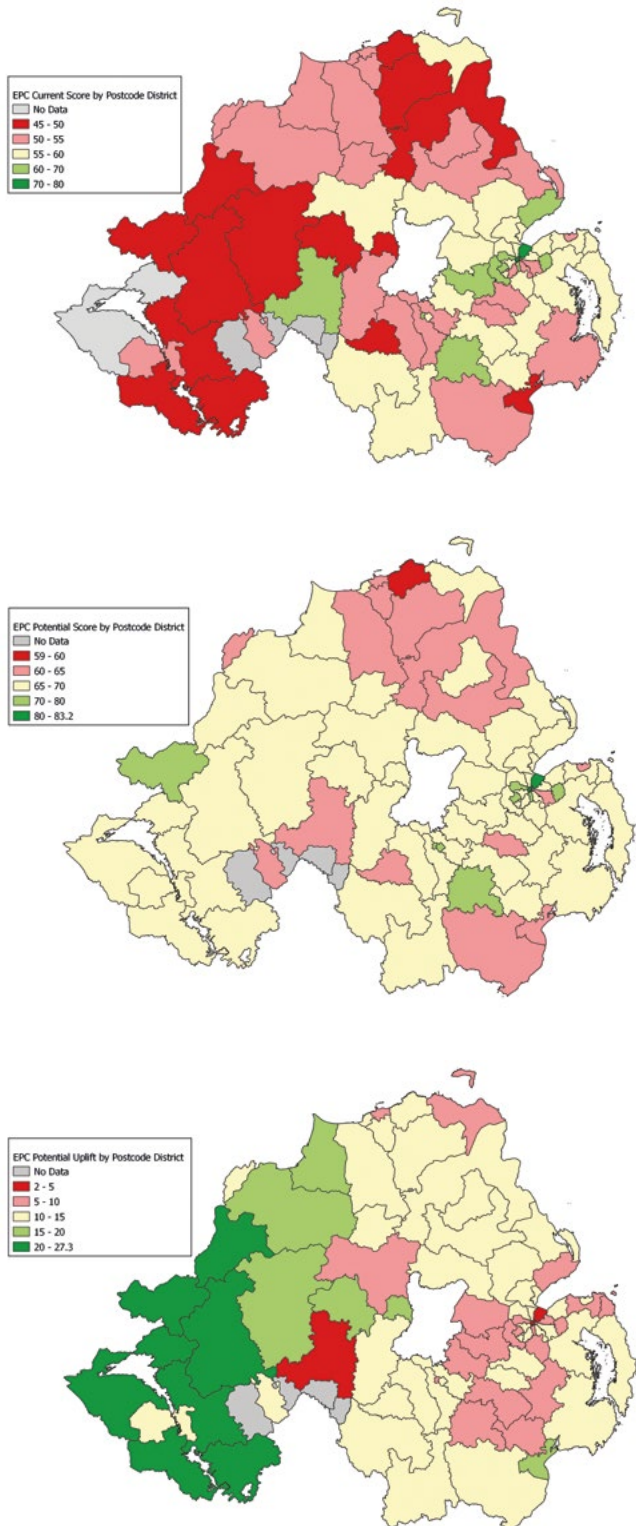 EPC Current Score by Postcode District
No Data
45 - 50
50 - 55
55 - 60
60 - 70
70 - 80
EPC Potential Score by Postcode District
No Data
59 - 60
60 - 65
65 - 70
70 - 80
80 - 83.2
EPC Potential Uplift by Postcode District
No Data
2 - 5
5 - 10
10 - 15
15 - 20
20 - 27.3